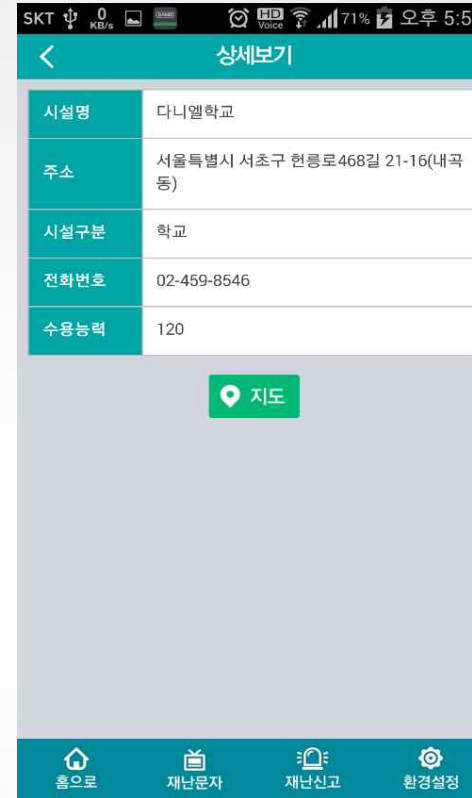 SKT 0 KB/s HD Voice 71% 오후 5:5
상세보기
시설명 다니엘학교
주소 서울특별시 서초구 헌릉로468길 21-16(내곡
동)
시설구분 학교
전화번호 02-459-8546
수용능력 120
지도
홈으로 재난문자 재난신고 환경설정